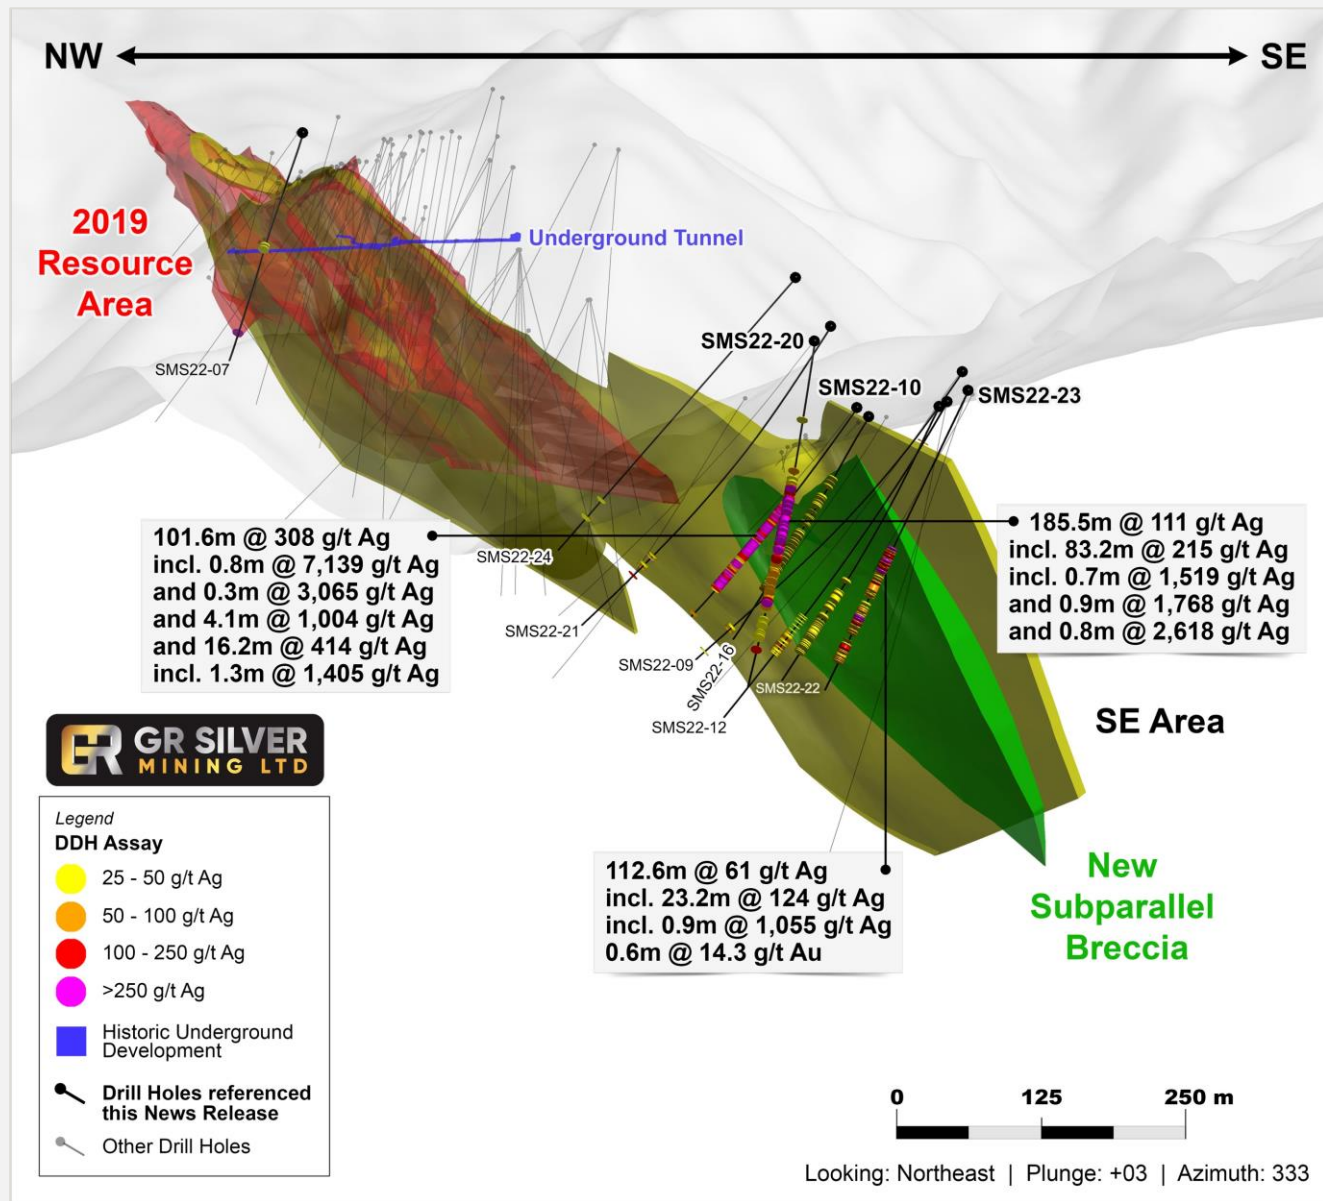 NW
SE
2019
Resource
Area
Underground Tunnel
SMS22-07
SMS22-20
SMS22-10
SMS22-23
101.6m @ 308 g/t Ag
incl. 0.8m @ 7,139 g/t Ag
and 0.3m @ 3,065 g/t Ag
and 4.1m @ 1,004 g/t Ag
and 16.2m @ 414 g/t Ag
incl. 1.3m @ 1,405 g/t Ag
185.5m @ 111 g/t Ag
incl. 83.2m @ 215 g/t Ag
incl. 0.7m @ 1,519 g/t Ag
and 0.9m @ 1,768 g/t Ag
and 0.8m @ 2,618 g/t Ag
SMS22-24
SMS22-21
SMS22-09
SMS22-16
SMS22-22
SMS22-12
SE Area
GR
GR SILVER
MINING LTD
112.6m @ 61 g/t Ag
incl. 23.2m @ 124 g/t Ag
incl. 0.9m @ 1,055 g/t Ag
0.6m @ 14.3 g/t Au
New
Subparallel
Breccia
Legend
DDH Assay
25 - 50 g/t Ag
50 - 100 g/t Ag
100 - 250 g/t Ag
>250 g/t Ag
Historic Underground
Development
Drill Holes referenced
this News Release
Other Drill Holes
0 125 250 m
Looking: Northeast | Plunge: +03 | Azimuth: 333